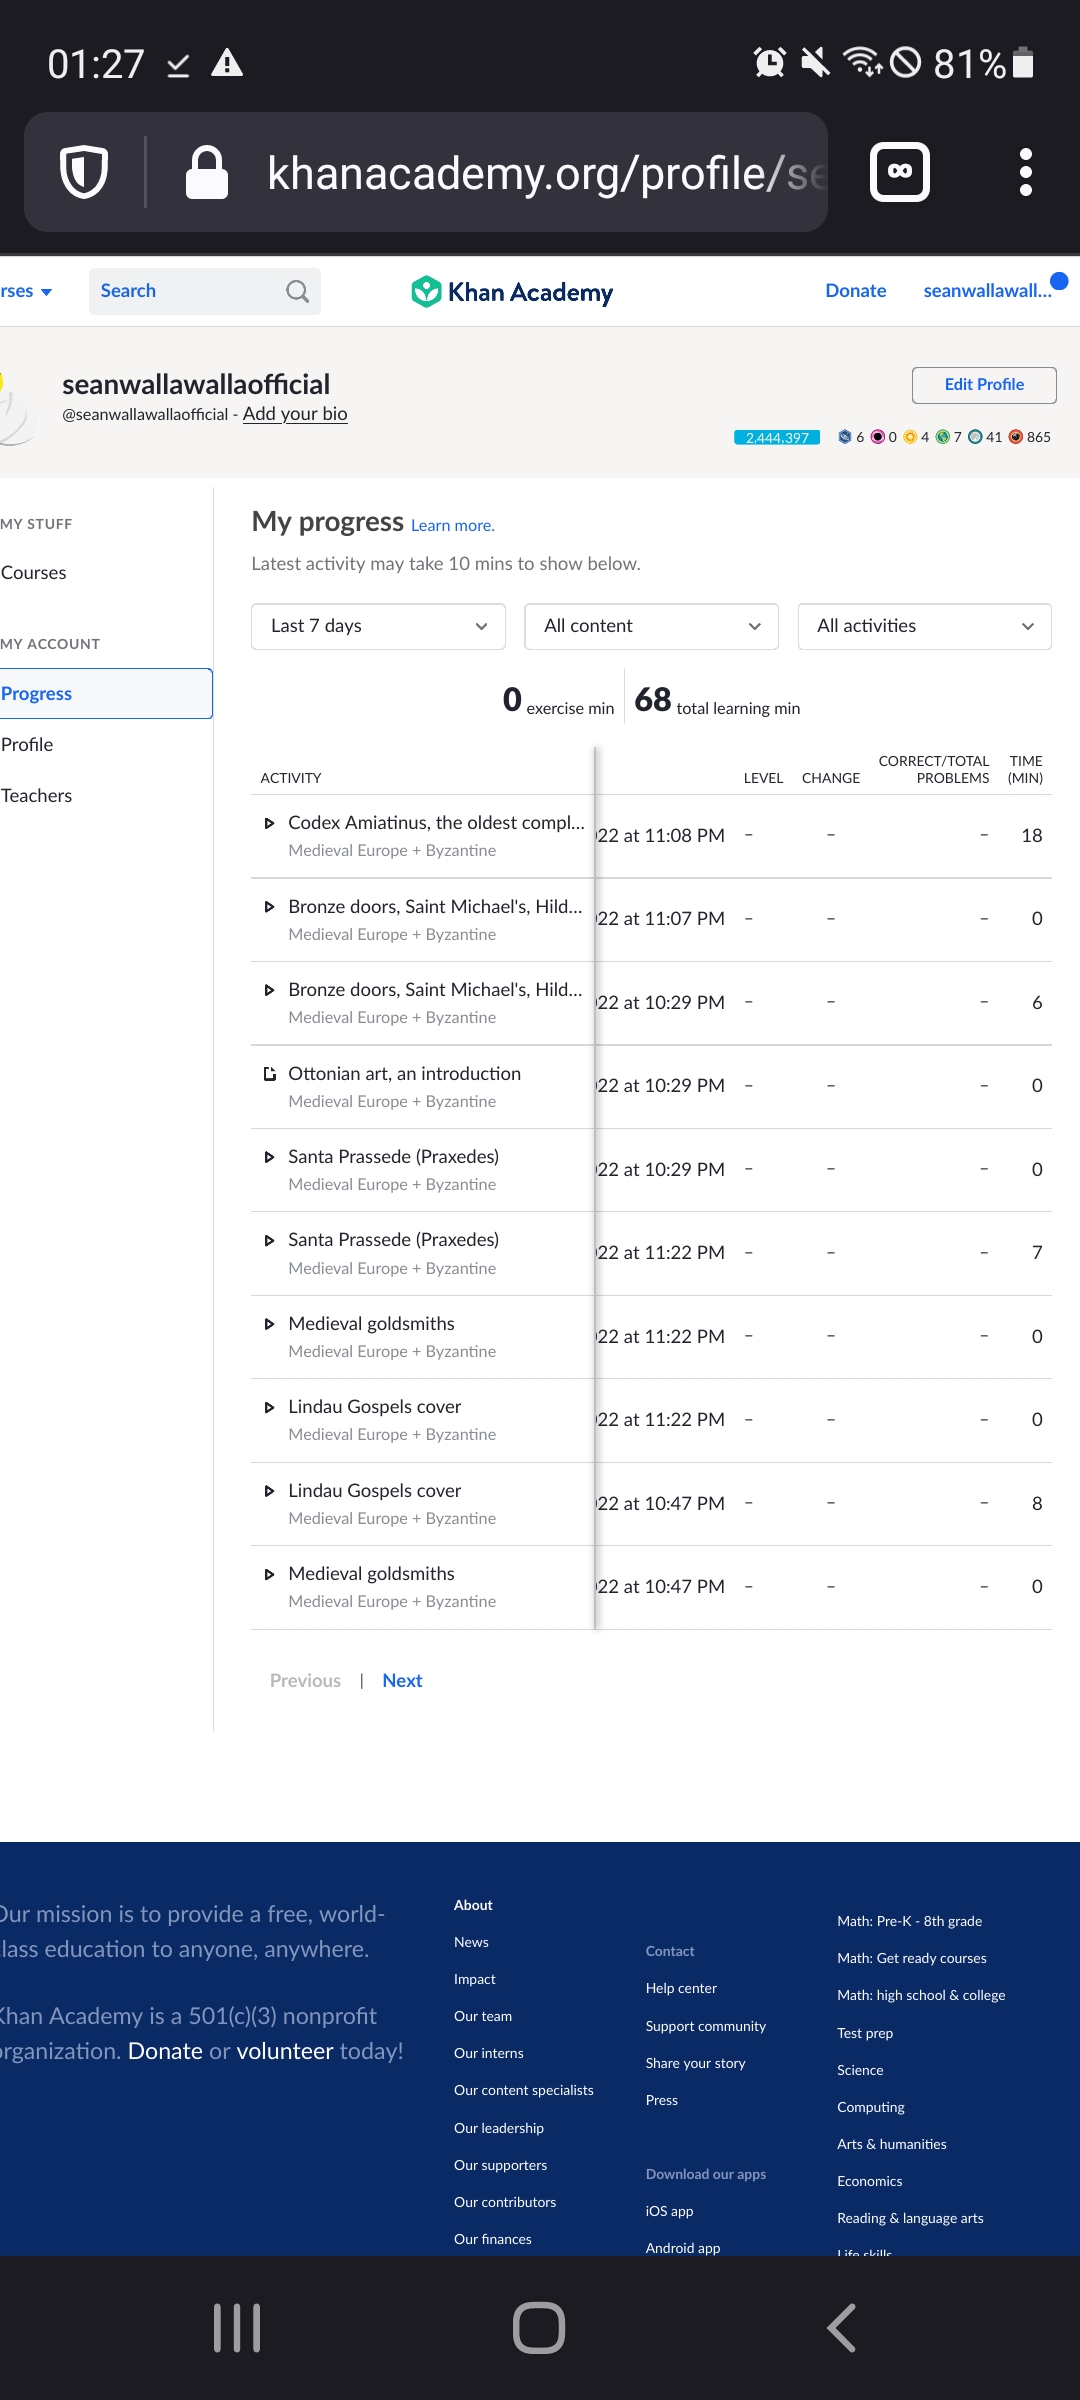 01:27
81%
khanacademy.org/profile/se
rses
Search
Khan Academy
Donate
seanwallawall...
seanwallawallaofficial
Edit Profile
@seanwallawallaofficial - Add your bio
2,444,397 6 0 4 7 41 865
MY STUFF
Courses
MY ACCOUNT
Progress
Profile
Teachers
My progress Learn more.
Latest activity may take 10 mins to show below.
Last 7 days
All content
All activities
0 exercise min 68 total learning min
ACTIVITY LEVEL CHANGE CORRECT/TOTAL PROBLEMS TIME (MIN)
Codex Amiatinus, the oldest compl... 22 at 11:08 PM – – – 18
Medieval Europe + Byzantine
Bronze doors, Saint Michael's, Hild... 22 at 11:07 PM – – – 0
Medieval Europe + Byzantine
Bronze doors, Saint Michael's, Hild... 22 at 10:29 PM – – – 6
Medieval Europe + Byzantine
Ottonian art, an introduction 22 at 10:29 PM – – – 0
Medieval Europe + Byzantine
Santa Prassede (Praxedes) 22 at 10:29 PM – – – 0
Medieval Europe + Byzantine
Santa Prassede (Praxedes) 22 at 11:22 PM – – – 7
Medieval Europe + Byzantine
Medieval goldsmiths 22 at 11:22 PM – – – 0
Medieval Europe + Byzantine
Lindau Gospels cover 22 at 11:22 PM – – – 0
Medieval Europe + Byzantine
Lindau Gospels cover 22 at 10:47 PM – – – 8
Medieval Europe + Byzantine
Medieval goldsmiths 22 at 10:47 PM – – – 0
Medieval Europe + Byzantine
Previous | Next
Our mission is to provide a free, world-
class education to anyone, anywhere.
Khan Academy is a 501(c)(3) nonprofit
organization. Donate or volunteer today!
About
News
Impact
Our team
Our interns
Our content specialists
Our leadership
Our supporters
Our contributors
Our finances
Contact
Help center
Support community
Share your story
Press
Download our apps
iOS app
Android app
Math: Pre-K - 8th grade
Math: Get ready courses
Math: high school & college
Test prep
Science
Computing
Arts & humanities
Economics
Reading & language arts
Life skills